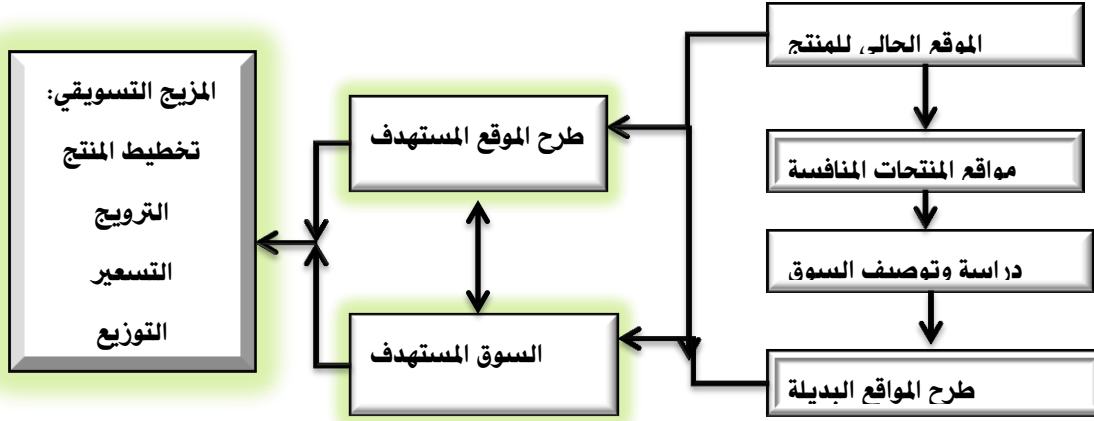 الموقع الحالي للمنتج
مواقع المنتجات المنافسة
دراسة وتوصيف السوق
طرح المواقع البديلة
طرح الموقع المستهدف
السوق المستهدف
المزيج التسويقي:
تخطيط المنتج
الترويج
التسعير
التوزيع